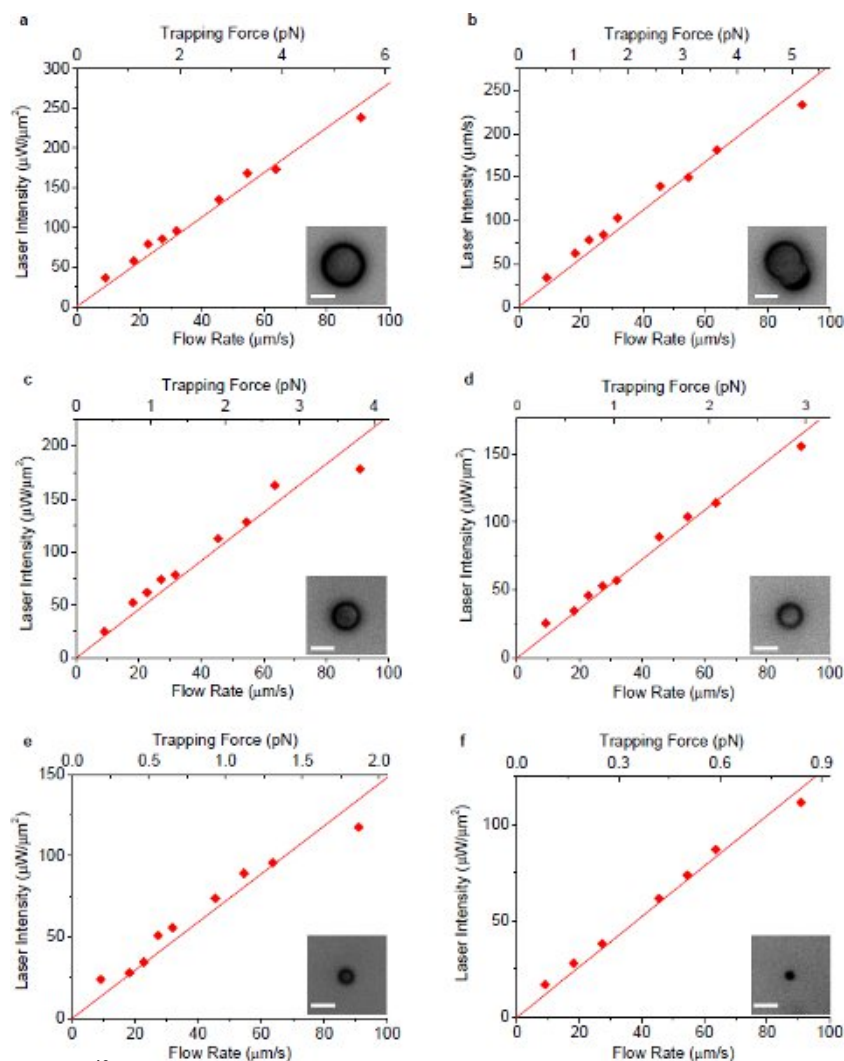 a
Trapping Force (pN)
0 2 4 6
300
250
200
150
100
50
0
Laser Intensity (μW/μm²)
0 20 40 60 80 100
Flow Rate (μm/s)
b
Trapping Force (pN)
0 1 2 3 4 5
250
200
150
100
50
0
Laser Intensity (μm/s)
0 20 40 60 80 100
Flow Rate (μm/s)
c
Trapping Force (pN)
0 1 2 3 4
200
150
100
50
0
Laser Intensity (μW/μm²)
0 20 40 60 80 100
Flow Rate (μm/s)
d
Trapping Force (pN)
0 1 2 3
150
100
50
0
Laser Intensity (μW/μm²)
0 20 40 60 80 100
Flow Rate (μm/s)
e
Trapping Force (pN)
0.0 0.5 1.0 1.5 2.0
150
100
50
0
Laser Intensity (μW/μm²)
0 20 40 60 80 100
Flow Rate (μm/s)
f
Trapping Force (pN)
0.0 0.3 0.6 0.9
100
50
0
Laser Intensity (μW/μm²)
0 20 40 60 80 100
Flow Rate (μm/s)